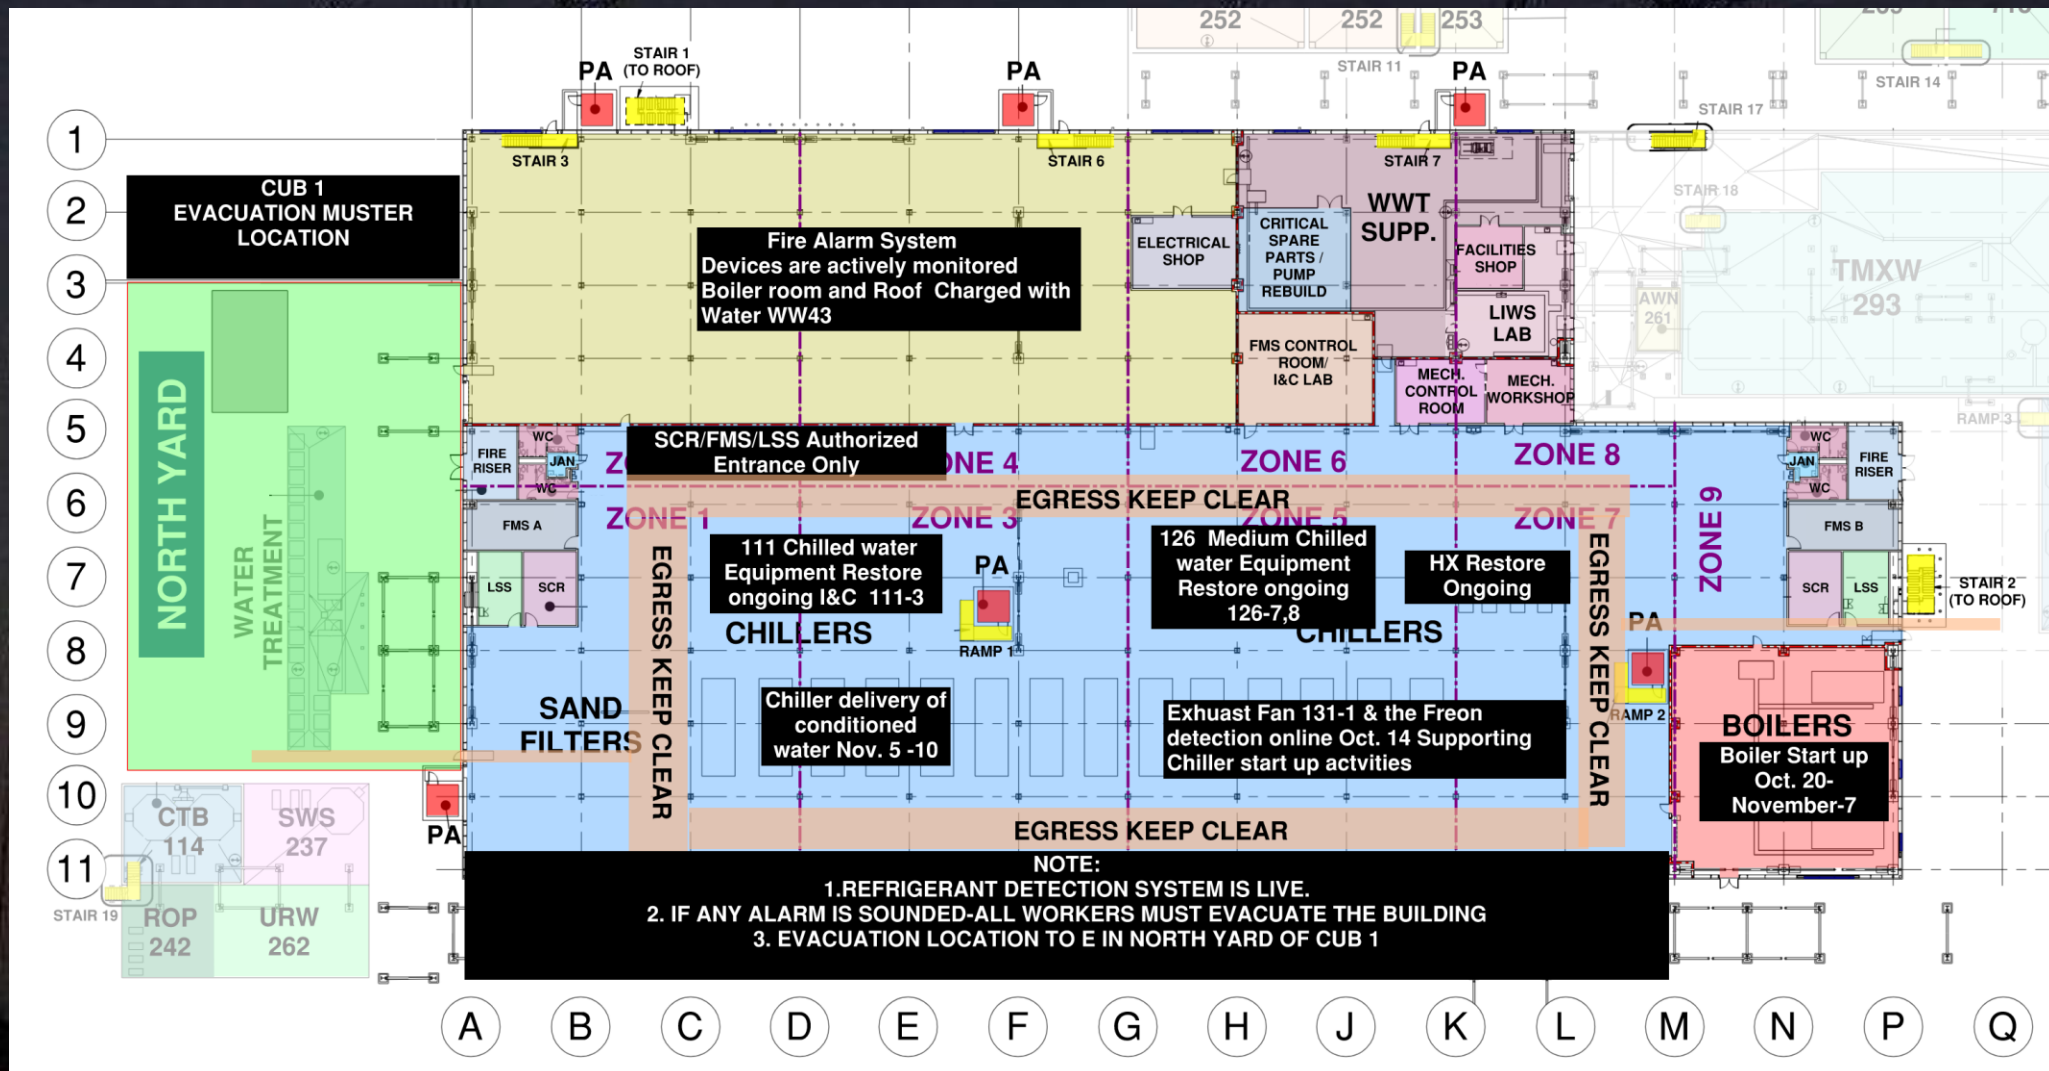 252
252
253
STAIR 11
STAIR 14
STAIR 17
STAIR 1
(TO ROOF)
PA
PA
PA
1
2
3
4
5
6
7
8
9
10
11
STAIR 3
STAIR 6
STAIR 7
STAIR 18
CUB 1
EVACUATION MUSTER
LOCATION
Fire Alarm System
Devices are actively monitored
Boiler room and Roof Charged with
Water WW43
ELECTRICAL
SHOP
CRITICAL
SPARE
PARTS /
PUMP
REBUILD
WWT
SUPP.
FACILITIES
SHOP
LIWS
LAB
FMS CONTROL
ROOM/
I&C LAB
MECH.
CONTROL
ROOM
MECH.
WORKSHOP
AWN
261
TMXW
293
RAMP 3
NORTH YARD
WATER
TREATMENT
FIRE
RISER
WC
JAN
WC
FMS A
LSS
SCR
SCR/FMS/LSS Authorized
Entrance Only
ZONE 4
ZONE 6
ZONE 8
EGRESS KEEP CLEAR
ZONE 1
ZONE 3
ZONE 5
ZONE 7
ZONE 9
WC
JAN
WC
FIRE
RISER
FMS B
SCR
LSS
STAIR 2
(TO ROOF)
EGRESS KEEP CLEAR
111 Chilled water
Equipment Restore
ongoing I&C 111-3
PA
126 Medium Chilled
water Equipment
Restore ongoing
126-7,8
HX Restore
Ongoing
EGRESS KEEP CLEAR
PA
CHILLERS
RAMP 1
CHILLERS
RAMP 2
SAND
FILTERS
Chiller delivery of
conditioned
water Nov. 5 -10
Exhuast Fan 131-1 & the Freon
detection online Oct. 14 Supporting
Chiller start up actvities
BOILERS
Boiler Start up
Oct. 20-
November-7
PA
EGRESS KEEP CLEAR
CTB
114
SWS
237
STAIR 19
ROP
242
URW
262
NOTE:
1.REFRIGERANT DETECTION SYSTEM IS LIVE.
2. IF ANY ALARM IS SOUNDED-ALL WORKERS MUST EVACUATE THE BUILDING
3. EVACUATION LOCATION TO E IN NORTH YARD OF CUB 1
A
B
C
D
E
F
G
H
J
K
L
M
N
P
Q